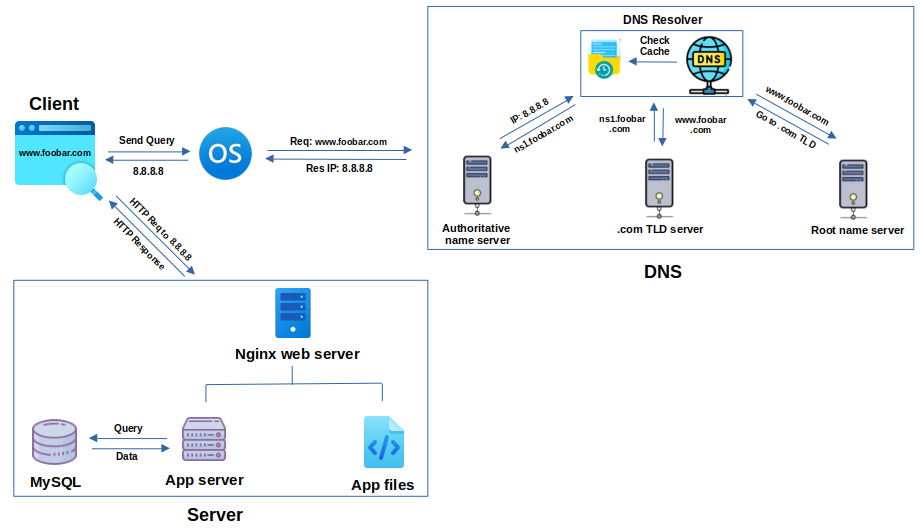 DNS Resolver
Check
Cache
DNS
Client
www.foobar.com
Send Query
8.8.8.8
OS
Req: www.foobar.com
Res IP: 8.8.8.8
IP: 8.8.8.8
ns1.foobar.com
ns1.foobar
.com
www.foobar
.com
www.foobar.com
Go to .com TLD
Authoritative
name server
.com TLD server
Root name server
DNS
HTTP Req to 8.8.8.8
HTTP Response
Nginx web server
Query
Data
MySQL
App server
App files
Server